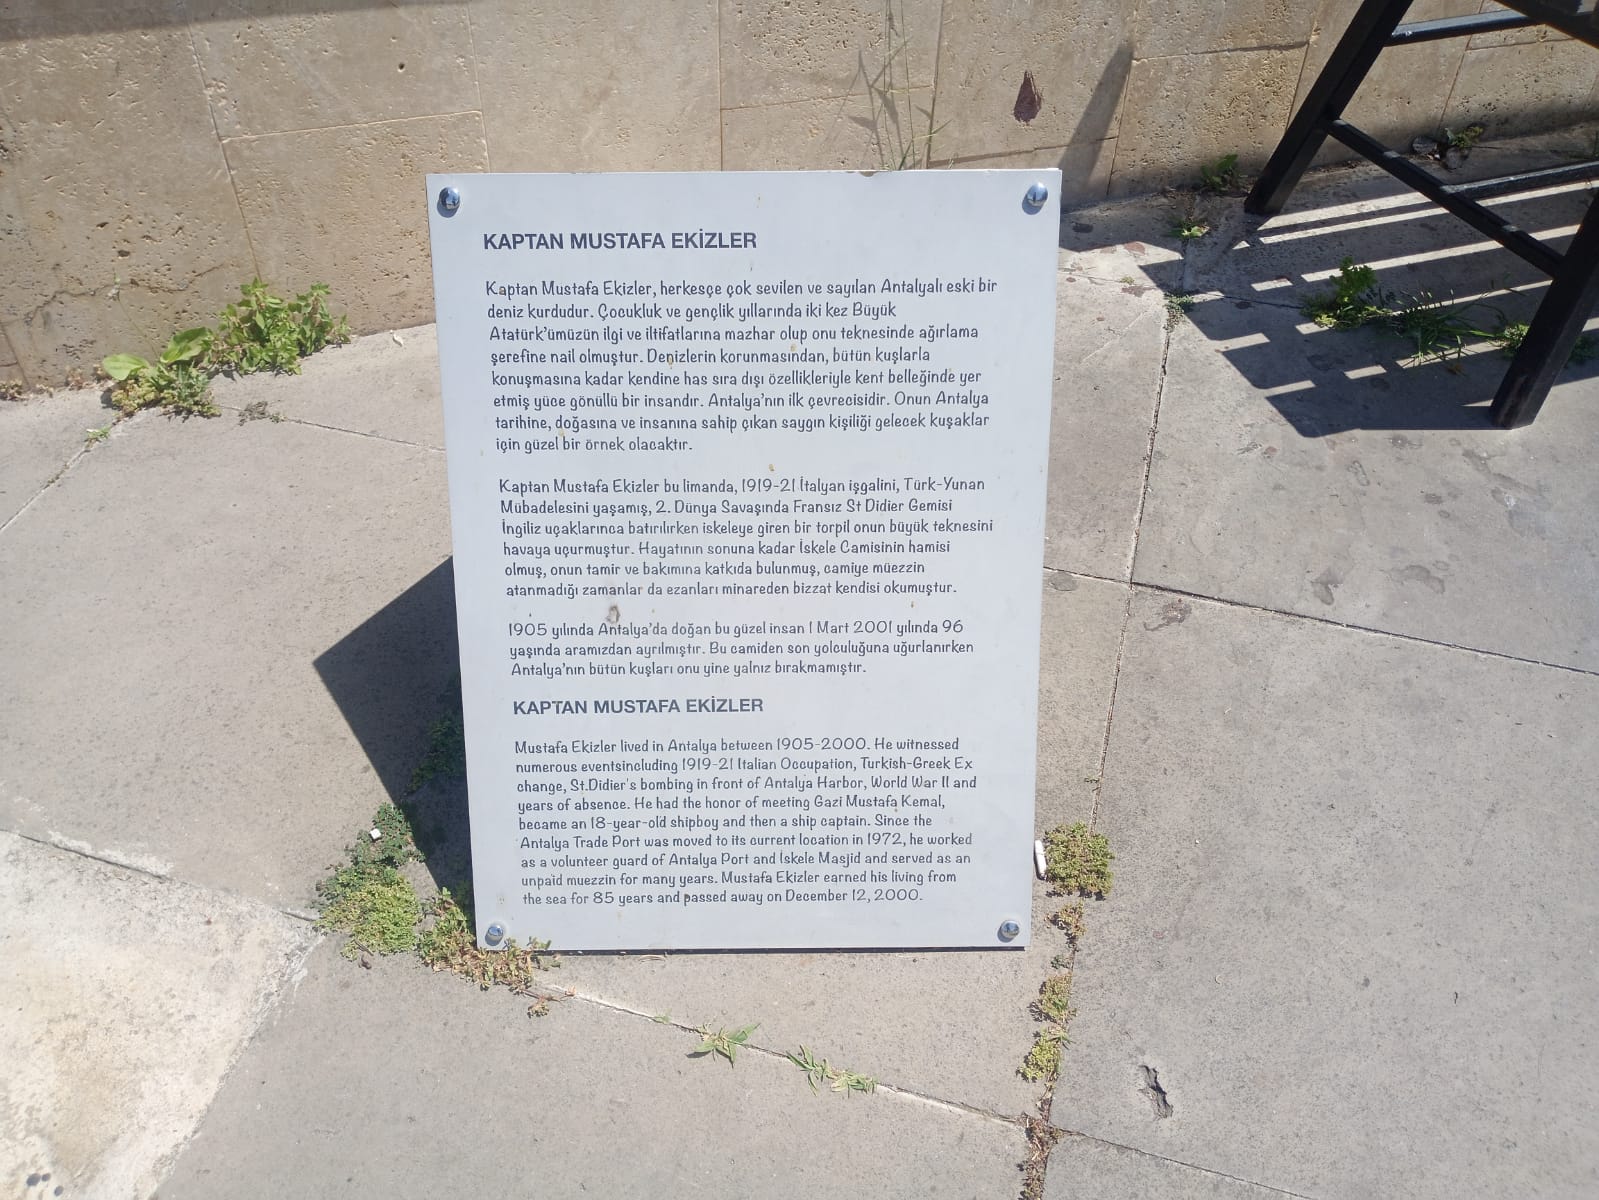 KAPTAN MUSTAFA EKİZLER
Kaptan Mustafa Ekizler, herkesçe çok sevilen ve sayılan Antalyalı eski bir
deniz kurdudur. Çocukluk ve gençlik yıllarında iki kez Büyük
Atatürk'ümüzün ilgi ve iltifatlarına mazhar olup onu teknesinde ağırlama
şerefine nail olmuştur. Denizlerin korunmasından, bütün kuşlarla
konuşmasına kadar kendine has sıra dışı özellikleriyle kent belleğinde yer
etmiş yüce gönüllü bir insandır. Antalya'nın ilk çevrecisidir. Onun Antalya
tarihine, doğasına ve insanına sahip çıkan saygın kişiliği gelecek kuşaklar
için güzel bir örnek olacaktır.
Kaptan Mustafa Ekizler bu limanda, 1919-21 İtalyan işgalini, Türk-Yunan
Mübadelesini yaşamış, 2. Dünya Savaşında Fransız St Didier Gemisi
İngiliz uçaklarınca batırılırken iskeleye giren bir torpil onun büyük teknesini
havaya uçurmuştur. Hayatının sonuna kadar İskele Camisinin hamisi
olmuş, onun tamir ve bakımına katkıda bulunmuş, camiye müezzin
atanmadığı zamanlar da ezanları minareden bizzat kendisi okumuştur.
1905 yılında Antalya'da doğan bu güzel insan 1 Mart 2001 yılında 96
yaşında aramızdan ayrılmıştır. Bu camiden son yolculuğuna uğurlanırken
Antalya'nın bütün kuşları onu yine yalnız bırakmamıştır.
KAPTAN MUSTAFA EKİZLER
Mustafa Ekizler lived in Antalya between 1905-2000. He witnessed
numerous eventsincluding 1919-21 Italian Occupation, Turkish-Greek Ex
change, St.Didier's bombing in front of Antalya Harbor, World War II and
years of absence. He had the honor of meeting Gazi Mustafa Kemal,
became an 18-year-old shipboy and then a ship captain. Since the
Antalya Trade Port was moved to its current location in 1972, he worked
as a volunteer guard of Antalya Port and İskele Masjid and served as an
unpaid muezzin for many years. Mustafa Ekizler earned his living from
the sea for 85 years and passed away on December 12, 2000.